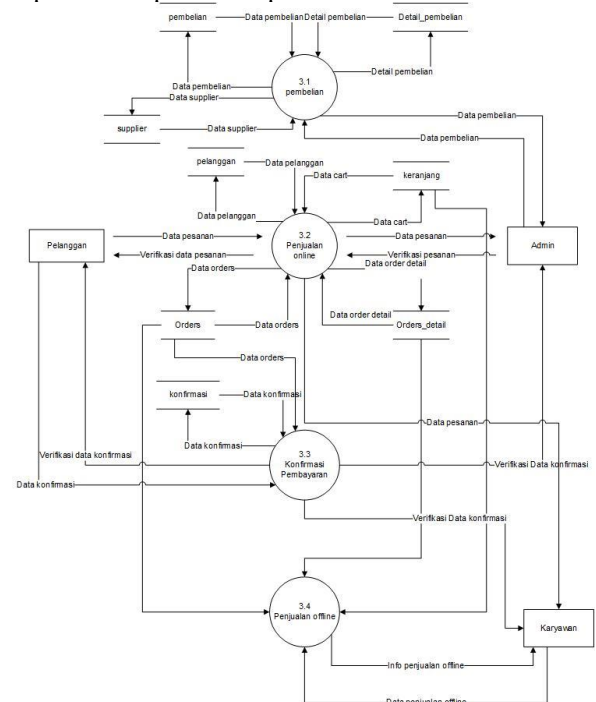 pembelian
Data pembelian
Detail pembelian
Detail_pembelian
3.1
pembelian
Detail pembelian
Data pembelian
Data supplier
supplier
Data supplier
Data pembelian
Data pembelian
pelanggan
Data pelanggan
Data cart
keranjang
Data pelanggan
Data cart
3.2
Penjualan
online
Pelanggan
Data pesanan
Verifikasi data pesanan
Data pesanan
Verifikasi pesanan
Admin
Data orders
Data order detail
Orders
Data orders
Data order detail
Orders_detail
Data orders
konfirmasi
Data konfirmasi
Data konfirmasi
Data pesanan
3.3
Konfirmasi
Pembayaran
Verifikasi data konfirmasi
Verifikasi Data konfirmasi
Data konfirmasi
Verifikasi Data konfirmasi
3.4
Penjualan offline
Karyawan
Info penjualan offline
Data penjualan offline